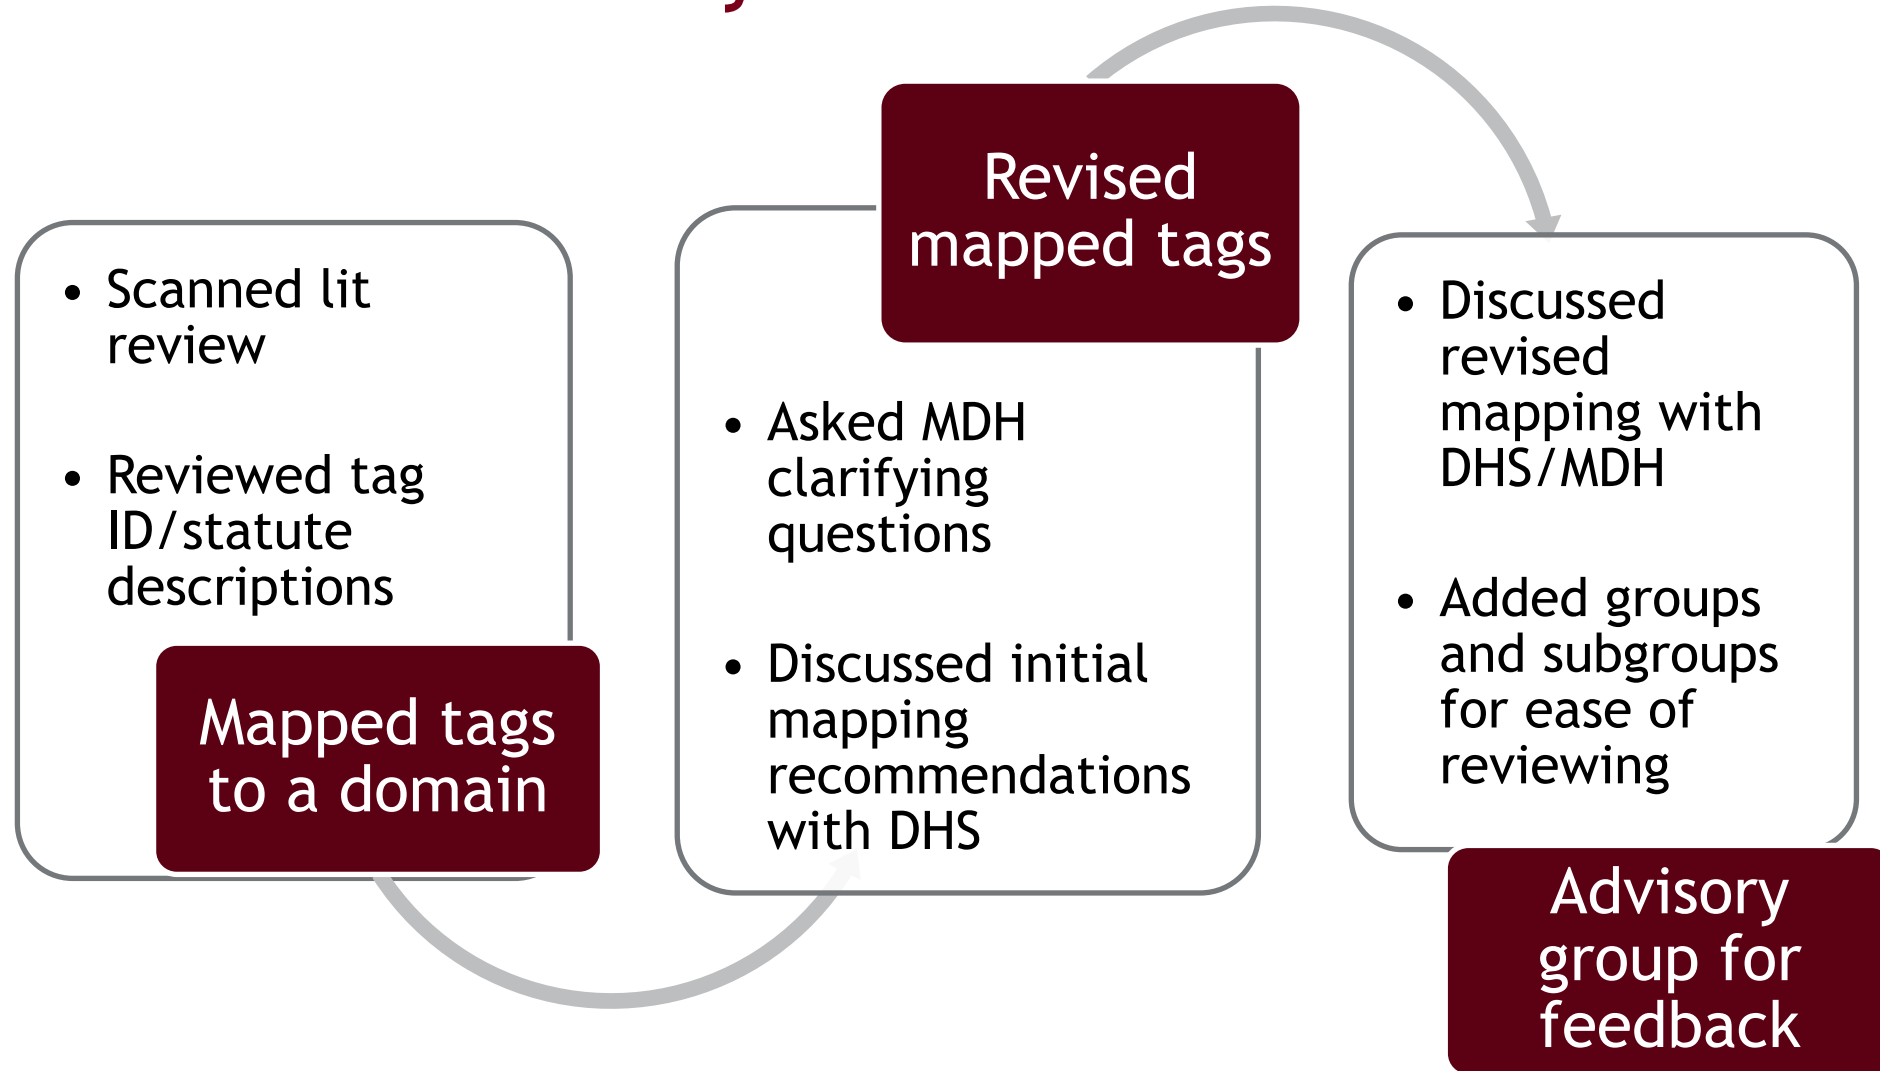 • Scanned lit
review
• Reviewed tag
ID/statute
descriptions
Mapped tags
to a domain
Revised
mapped tags
• Asked MDH
clarifying
questions
• Discussed initial
mapping
recommendations
with DHS
• Discussed
revised
mapping with
DHS/MDH
• Added groups
and subgroups
for ease of
reviewing
Advisory
group for
feedback